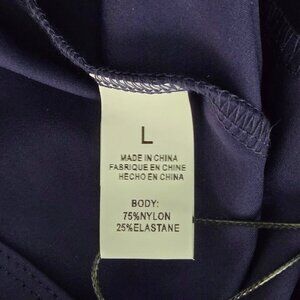 L
MADE IN CHINA
FABRIQUE EN CHINE
HECHO EN CHINA
BODY:
75%NYLON
25%ELASTANE